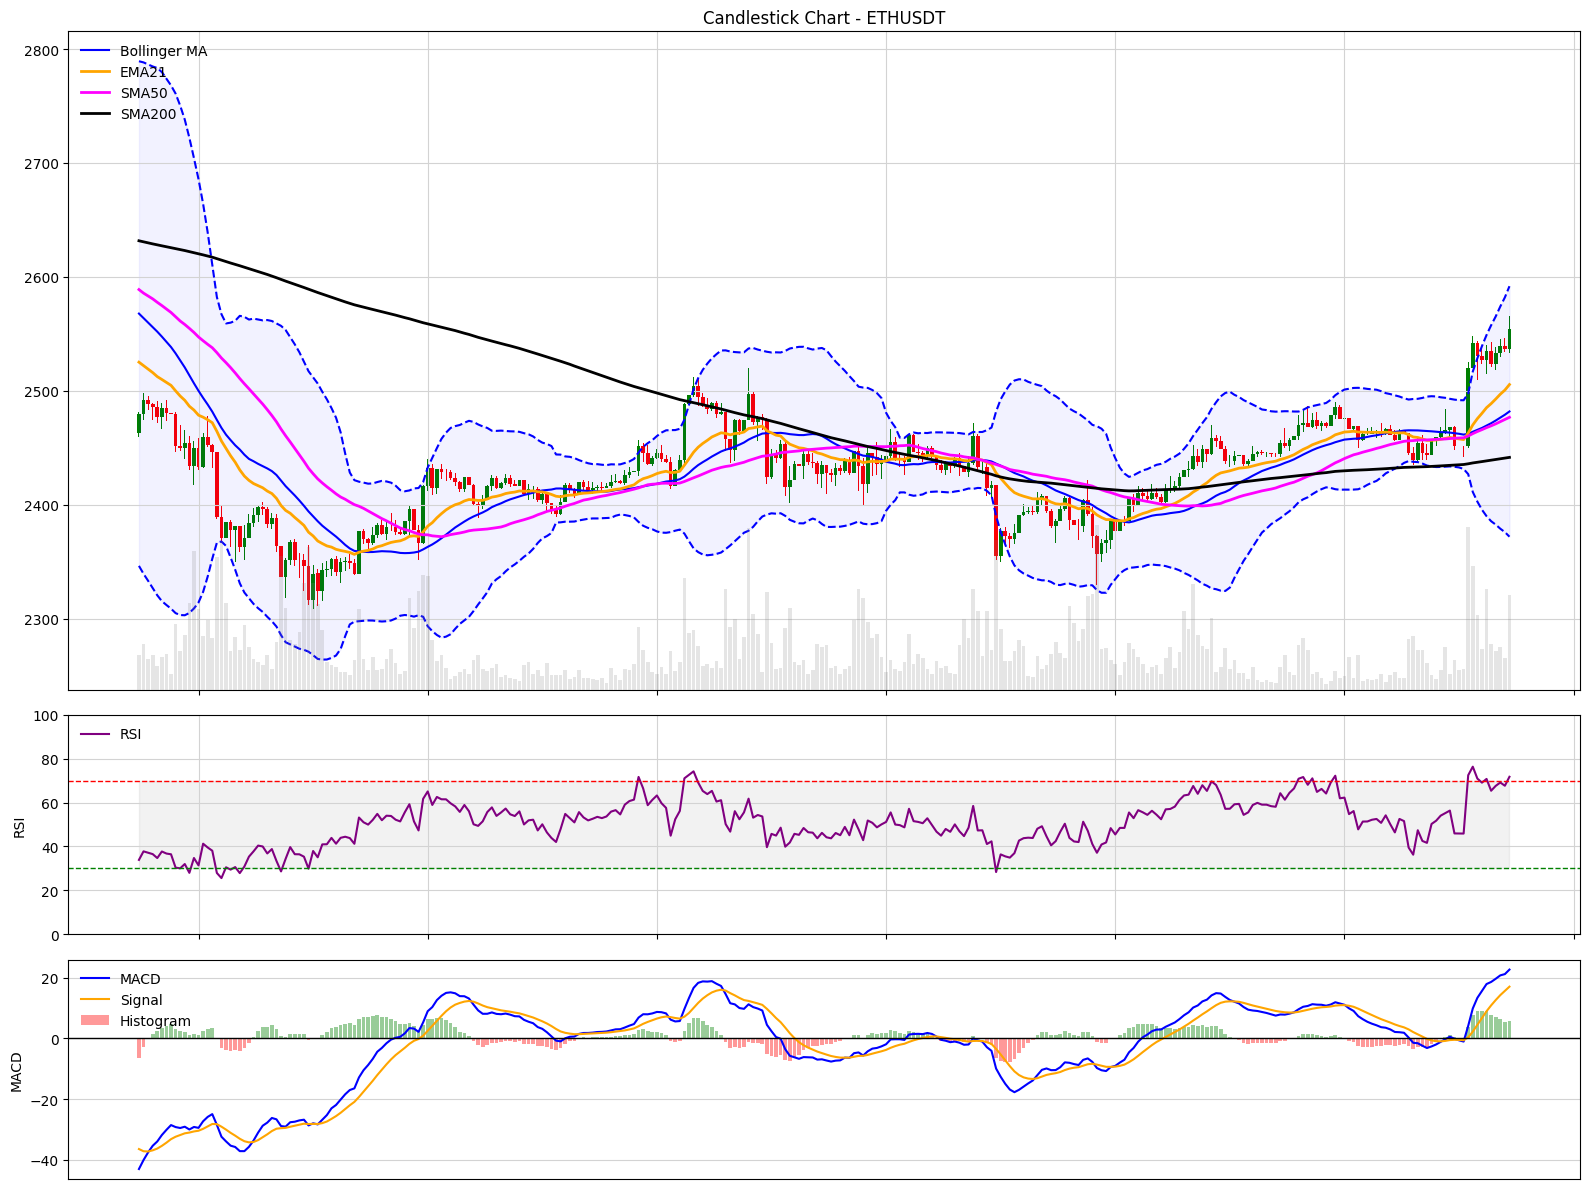 Candlestick Chart - ETHUSDT
2800
2700
2600
2500
2400
2300
Bollinger MA
EMA21
SMA50
SMA200
100
80
60
40
20
0
RSI
RSI
20
0
−20
−40
MACD
MACD
Signal
Histogram